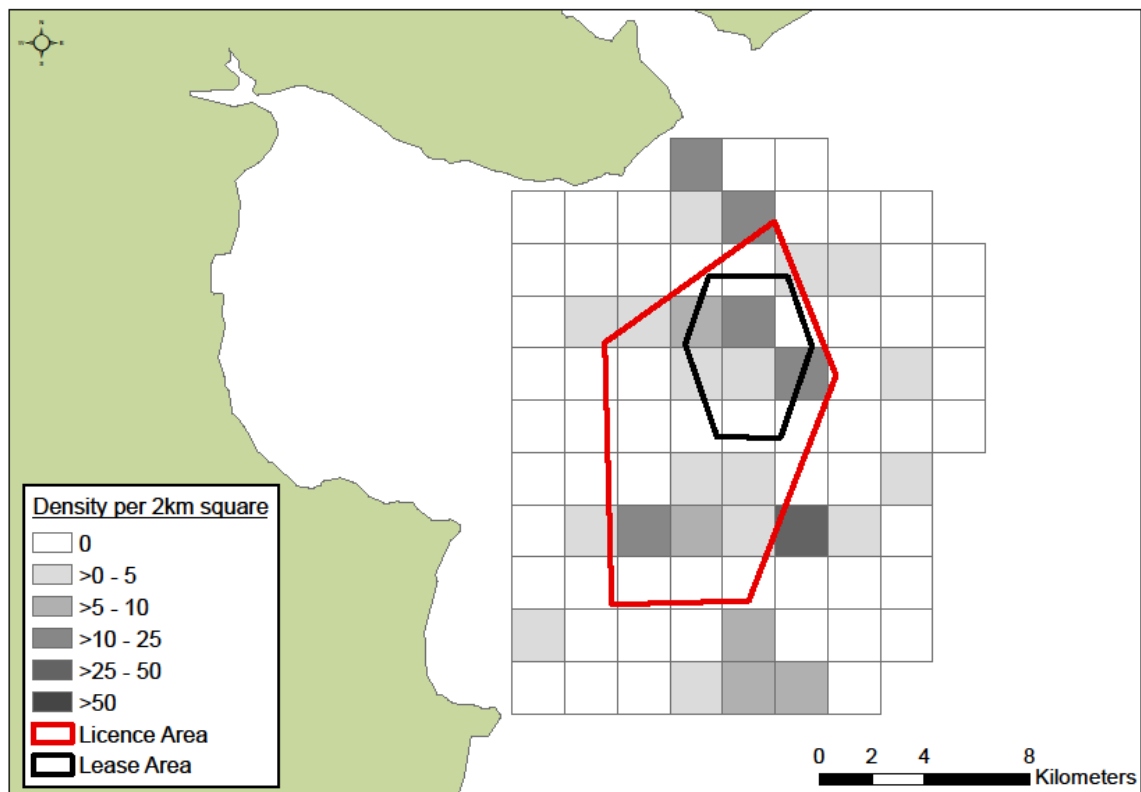 N
S
Density per 2km square
0
>0 - 5
>5 - 10
>10 - 25
>25 - 50
>50
Licence Area
Lease Area
0 2 4 8
Kilometers